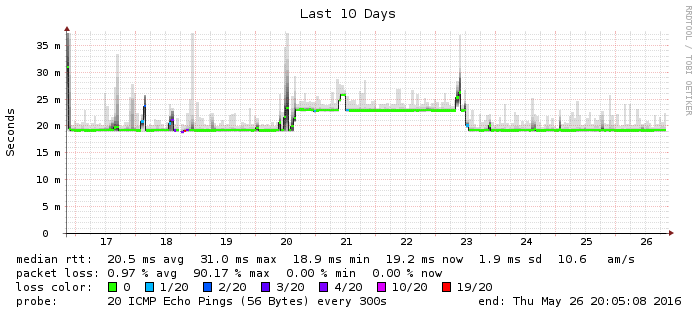 Last 10 Days
RRDTOOL / TOBI OETIKER
Seconds
35 m
30 m
25 m
20 m
15 m
10 m
5 m
0
17 18 19 20 21 22 23 24 25 26
median rtt: 20.5 ms avg 31.0 ms max 18.9 ms min 19.2 ms now 1.9 ms sd 10.6 am/s
packet loss: 0.97 % avg 90.17 % max 0.00 % min 0.00 % now
loss color: 0 1/20 2/20 3/20 4/20 10/20 19/20
probe: 20 ICMP Echo Pings (56 Bytes) every 300s end: Thu May 26 20:05:08 2016